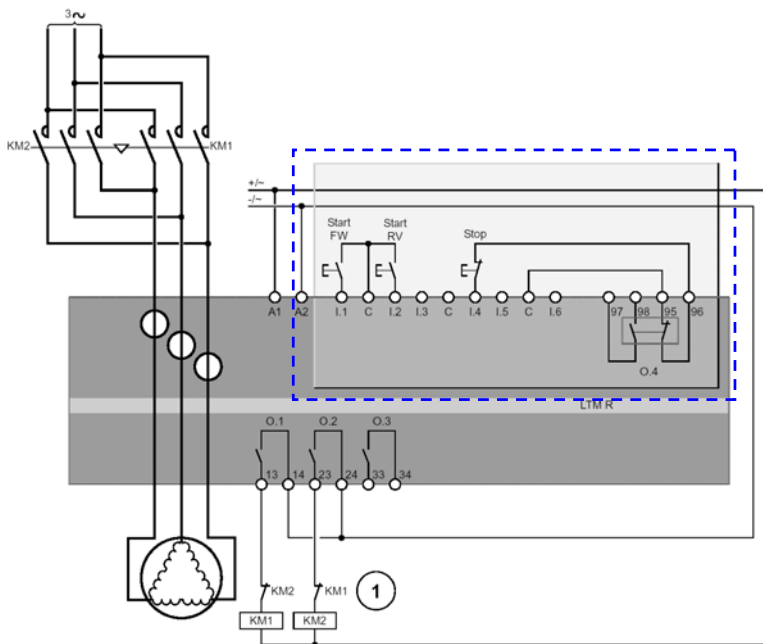 3~
KM2 KM1
+/~
-/~
Start FW
Start RV
Stop
A1 A2 I.1 C I.2 I.3 C I.4 I.5 C I.6 97 98 95 96
O.4
LTM R
O.1 O.2 O.3
13 14 23 24 33 34
KM2 KM1 1
KM1 KM2